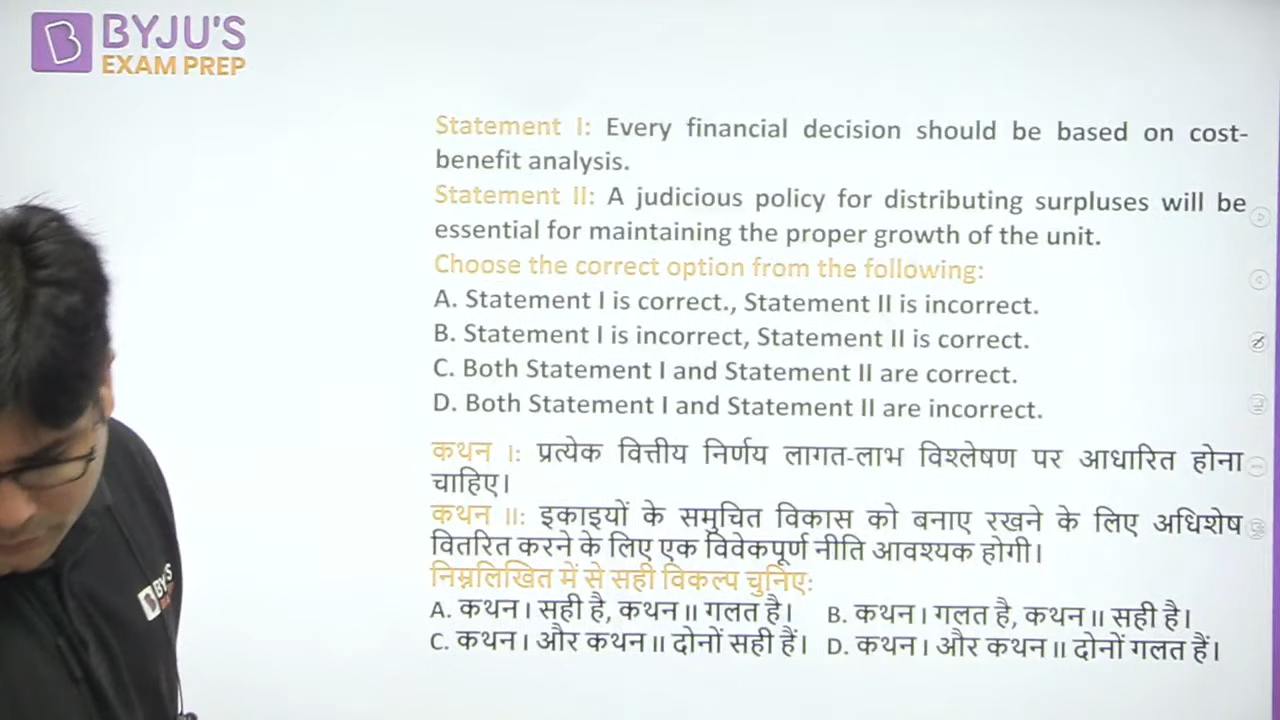 BYJU'S
EXAM PREP
Statement I: Every financial decision should be based on cost-
benefit analysis.
Statement II: A judicious policy for distributing surpluses will be
essential for maintaining the proper growth of the unit.
Choose the correct option from the following:
A. Statement I is correct., Statement II is incorrect.
B. Statement I is incorrect, Statement II is correct.
C. Both Statement I and Statement II are correct.
D. Both Statement I and Statement II are incorrect.
कथन I: प्रत्येक वित्तीय निर्णय लागत-लाभ विश्लेषण पर आधारित होना
चाहिए।
कथन II: इकाइयों के समुचित विकास को बनाए रखने के लिए अधिशेष
वितरित करने के लिए एक विवेकपूर्ण नीति आवश्यक होगी।
निम्नलिखित में से सही विकल्प चुनिए:
A. कथन I सही है, कथन II गलत है। B. कथन I गलत है, कथन II सही है।
C. कथन I और कथन II दोनों सही हैं। D. कथन I और कथन II दोनों गलत हैं।
BYJU'S